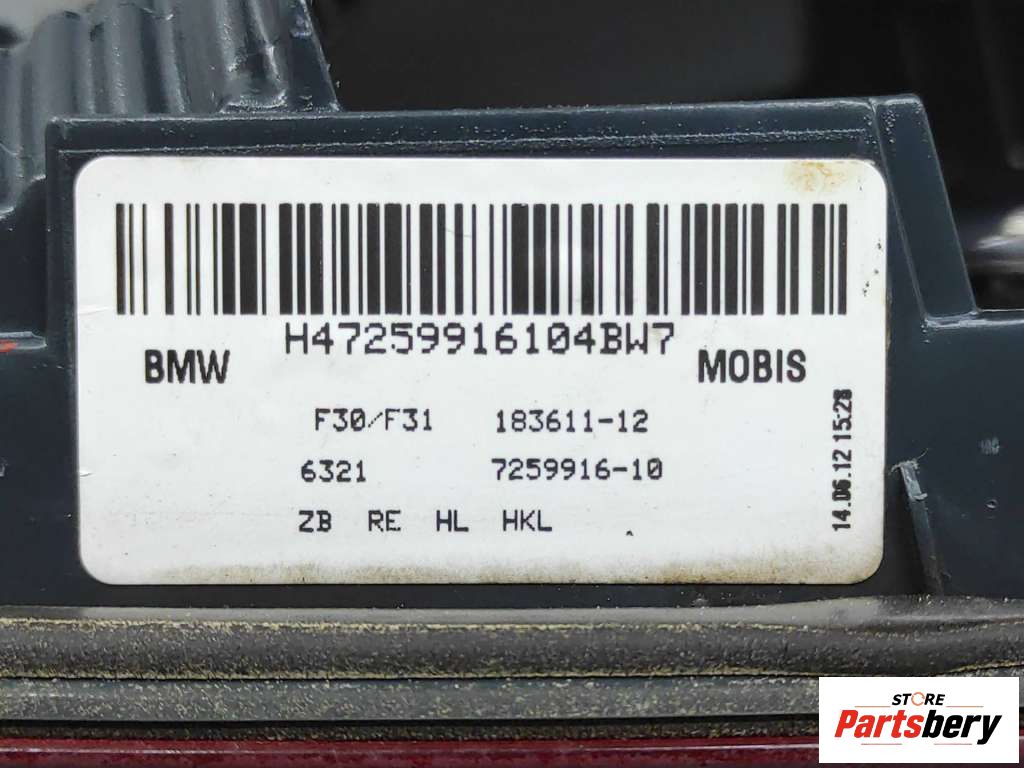 H47259916104BW7
BMW
MOBIS
F30/F31 183611-12
6321 7259916-10
ZB RE HL HKL
14.06.12 15:28
STORE
Partsbery